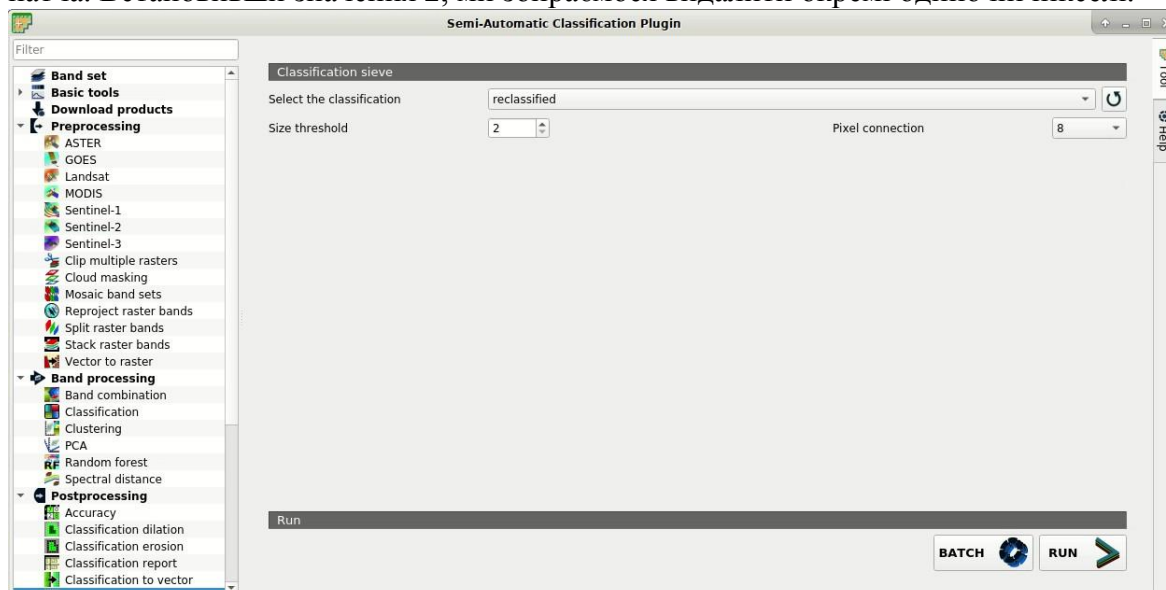 Semi-Automatic Classification Plugin
Filter
Band set
Basic tools
Download products
Preprocessing
ASTER
GOES
Landsat
MODIS
Sentinel-1
Sentinel-2
Sentinel-3
Clip multiple rasters
Cloud masking
Mosaic band sets
Reproject raster bands
Split raster bands
Stack raster bands
Vector to raster
Band processing
Band combination
Classification
Clustering
PCA
RF Random forest
Spectral distance
Postprocessing
Accuracy
Classification dilation
Classification erosion
Classification report
Classification to vector
Classification sieve
Select the classification reclassified
Size threshold 2 Pixel connection 8
Run
BATCH RUN
Help